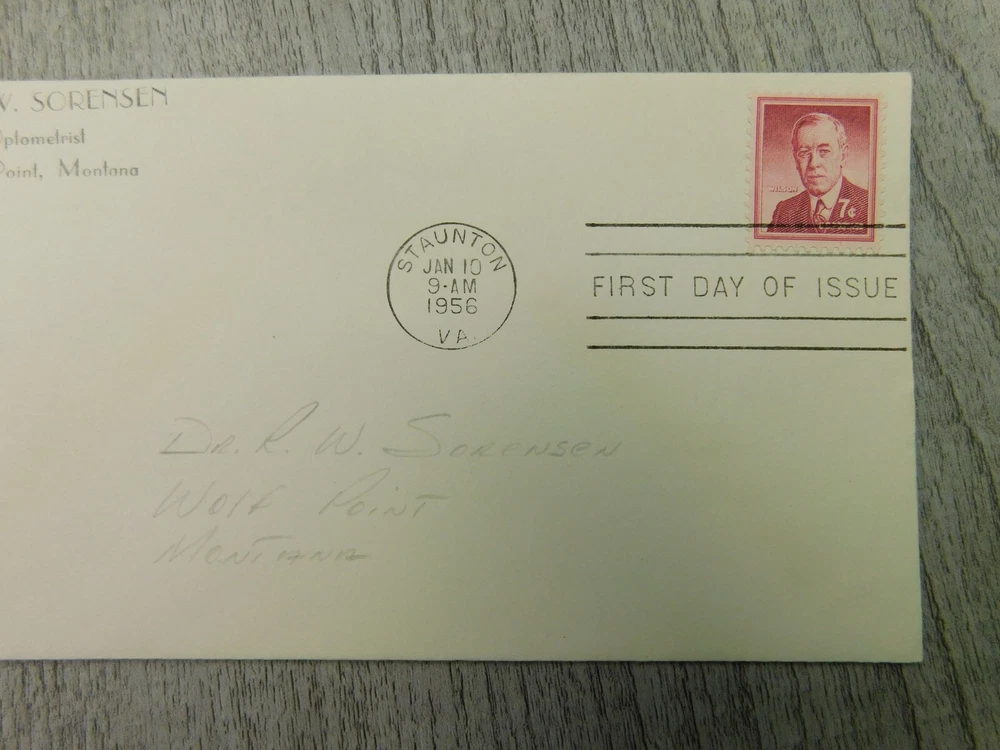 W. SORENSEN
Optometrist
Point, Montana
WILSON
7¢
STAUNTON
JAN 10
9-AM
1956
VA.
FIRST DAY OF ISSUE
DR. R. W. SORENSEN
WOLF POINT
MONTANA